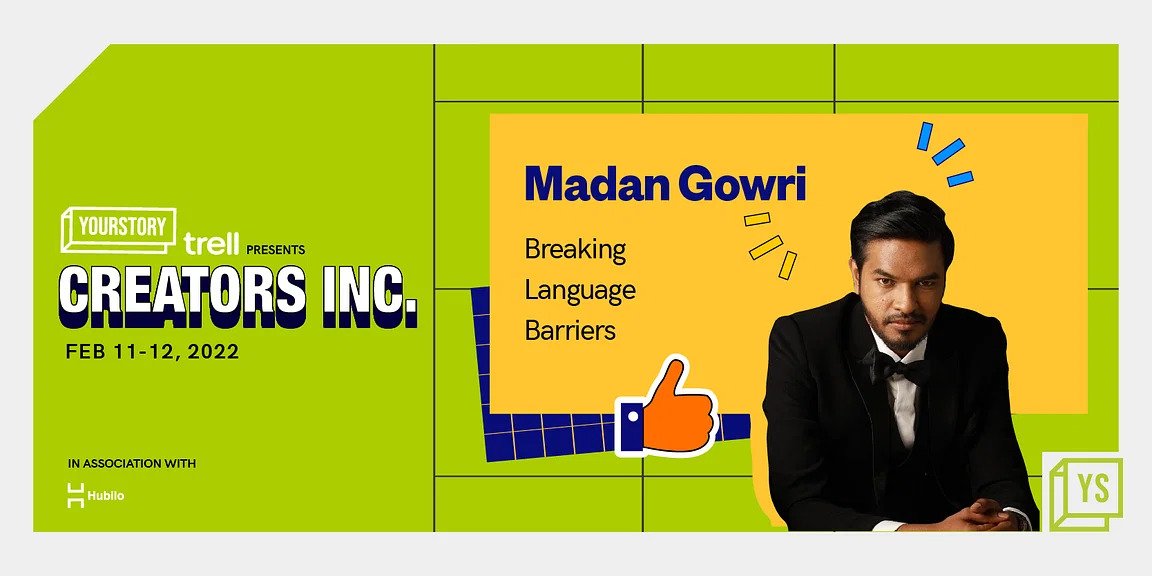 YOURSTORY
trell PRESENTS
CREATORS INC.
FEB 11-12, 2022
IN ASSOCIATION WITH
Hubilo
Madan Gowri
Breaking
Language
Barriers
YS